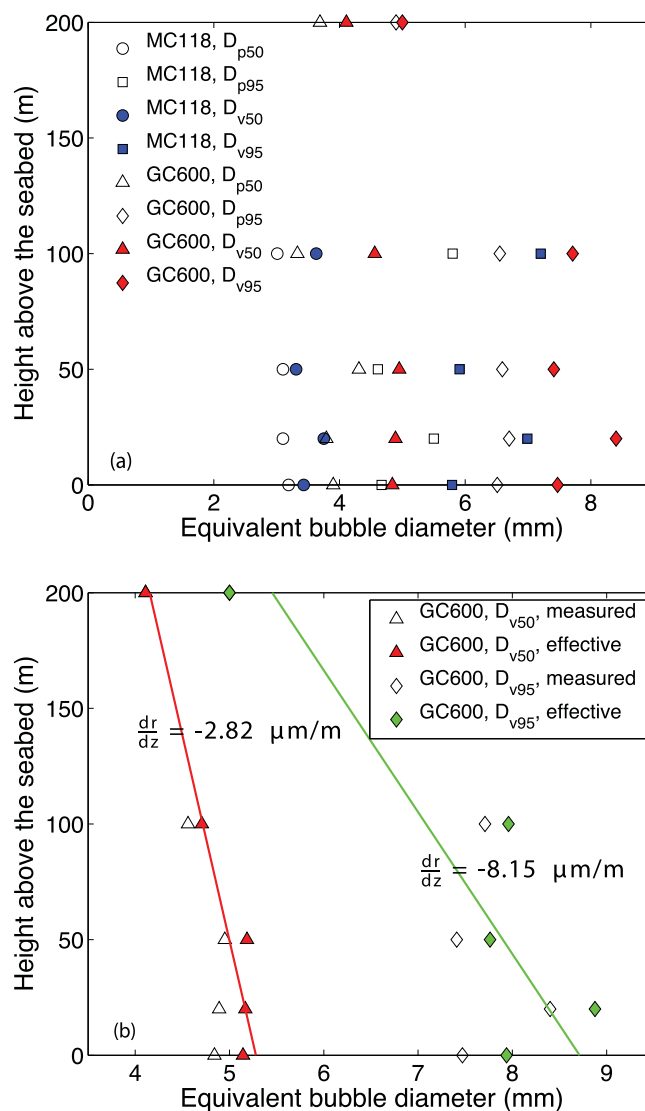 200
150
100
50
0
Height above the seabed (m)
MC118, Dp50
MC118, Dp95
MC118, Dv50
MC118, Dv95
GC600, Dp50
GC600, Dp95
GC600, Dv50
GC600, Dv95
(a)
0 2 4 6 8
Equivalent bubble diameter (mm)
200
150
100
50
0
Height above the seabed (m)
GC600, Dv50, measured
GC600, Dv50, effective
GC600, Dv95, measured
GC600, Dv95, effective
dr/dz = -2.82 μm/m
dr/dz = -8.15 μm/m
(b)
4 5 6 7 8 9
Equivalent bubble diameter (mm)